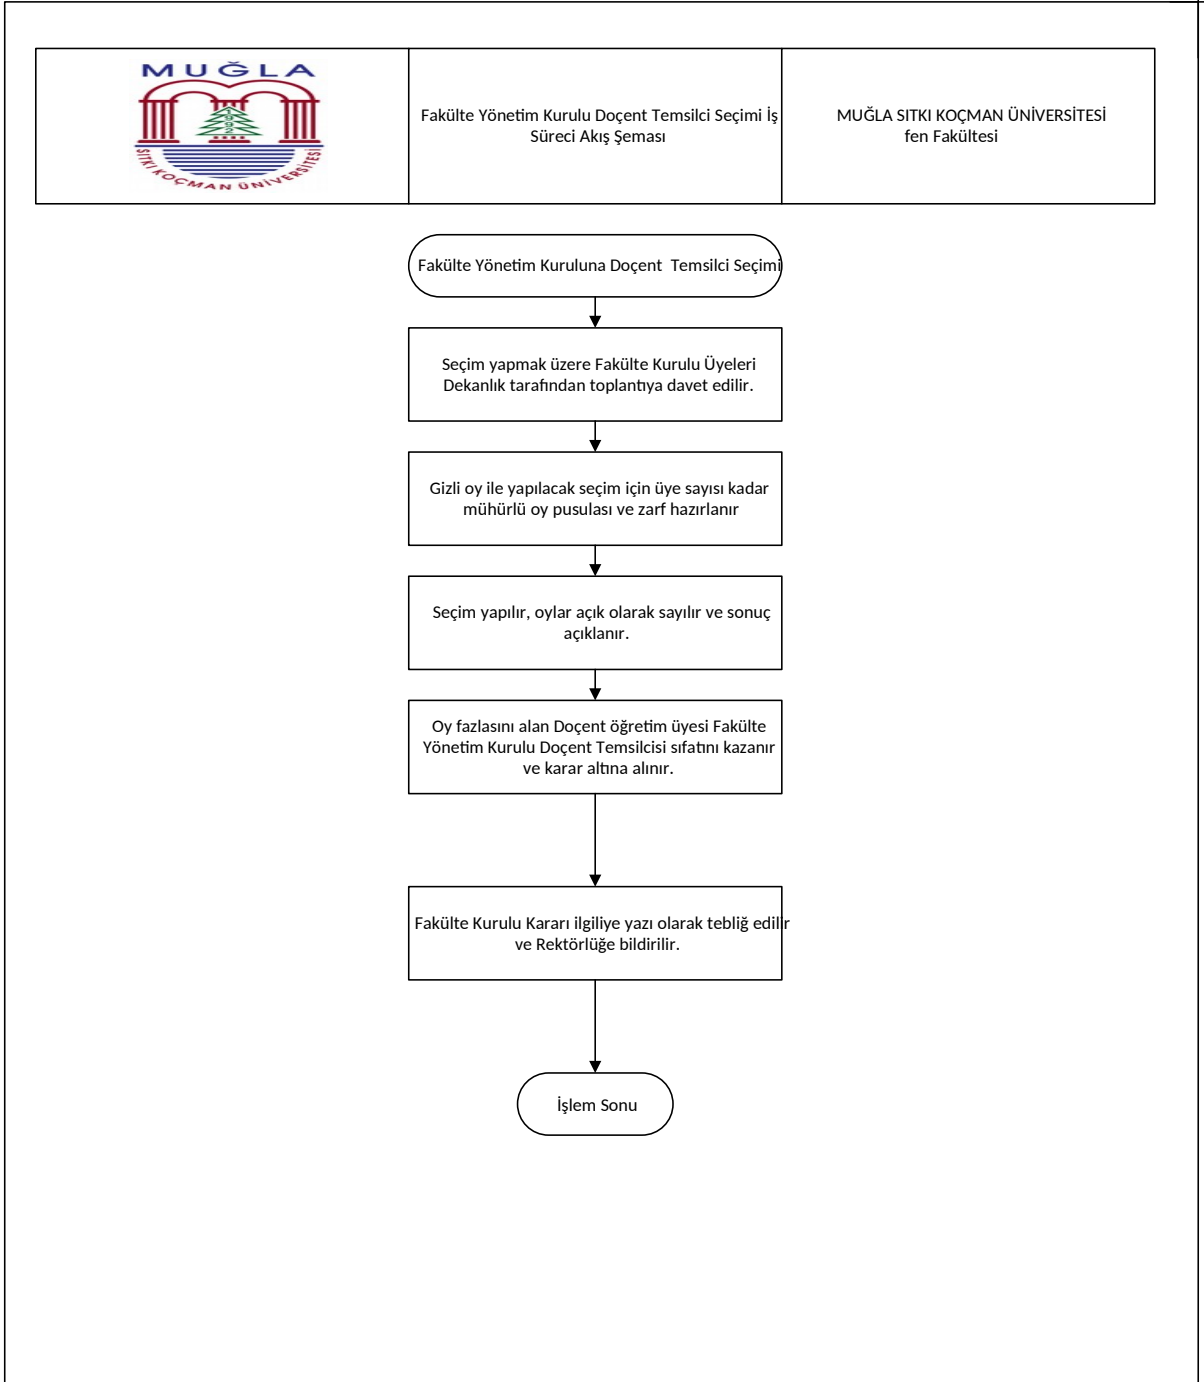 MUĞLA
1992
SITKI KOÇMAN ÜNİVERSİTESİ
Fakülte Yönetim Kurulu Doçent Temsilci Seçimi İş
Süreci Akış Şeması
MUĞLA SITKI KOÇMAN ÜNİVERSİTESİ
fen Fakültesi
Fakülte Yönetim Kuruluna Doçent  Temsilci Seçimi
Seçim yapmak üzere Fakülte Kurulu Üyeleri
Dekanlık tarafından toplantıya davet edilir.
Gizli oy ile yapılacak seçim için üye sayısı kadar
mühürlü oy pusulası ve zarf hazırlanır
Seçim yapılır, oylar açık olarak sayılır ve sonuç
açıklanır.
Oy fazlasını alan Doçent öğretim üyesi Fakülte
Yönetim Kurulu Doçent Temsilcisi sıfatını kazanır
ve karar altına alınır.
Fakülte Kurulu Kararı ilgiliye yazı olarak tebliğ edilir
ve Rektörlüğe bildirilir.
İşlem Sonu